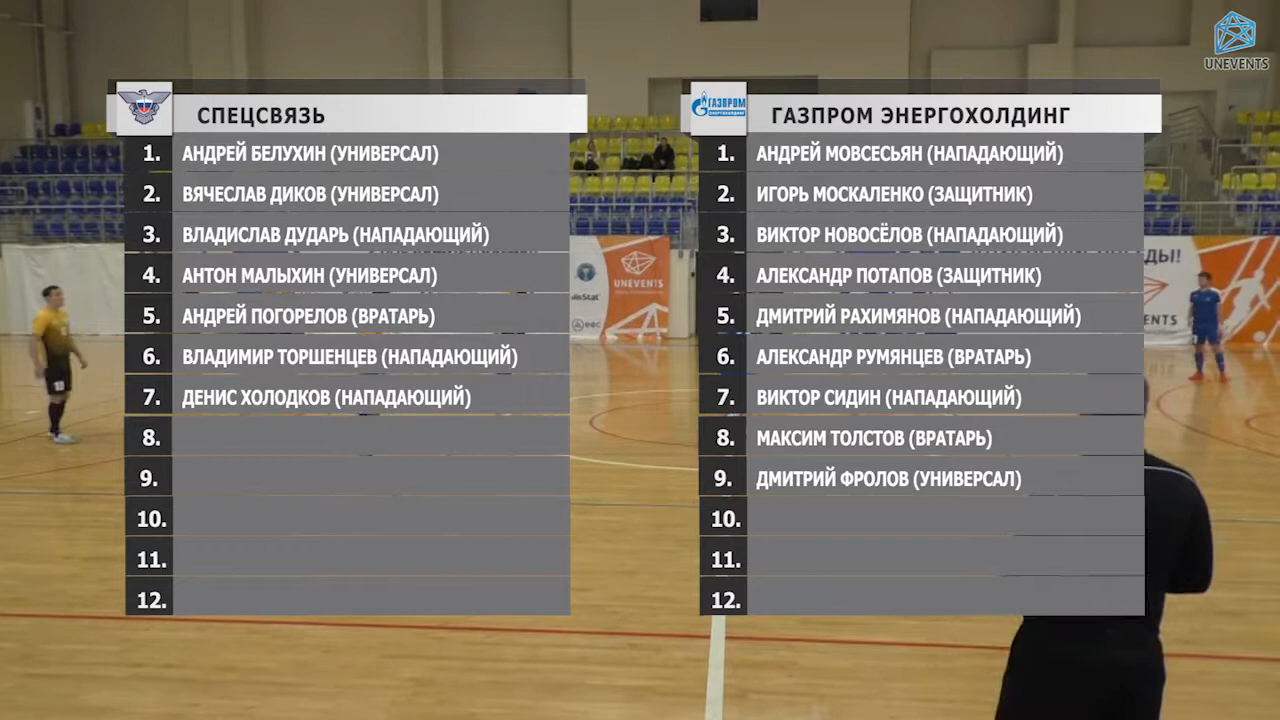 UNEVENTS
СПЕЦСВЯЗЬ
1. АНДРЕЙ БЕЛУХИН (УНИВЕРСАЛ)
2. ВЯЧЕСЛАВ ДИКОВ (УНИВЕРСАЛ)
3. ВЛАДИСЛАВ ДУДАРЬ (НАПАДАЮЩИЙ)
4. АНТОН МАЛЫХИН (УНИВЕРСАЛ)
5. АНДРЕЙ ПОГОРЕЛОВ (ВРАТАРЬ)
6. ВЛАДИМИР ТОРШЕНЦЕВ (НАПАДАЮЩИЙ)
7. ДЕНИС ХОЛОДКОВ (НАПАДАЮЩИЙ)
8.
9.
10.
11.
12.
ГАЗПРОМ
ЭНЕРГОХОЛДИНГ
ГАЗПРОМ ЭНЕРГОХОЛДИНГ
1. АНДРЕЙ МОВСЕСЬЯН (НАПАДАЮЩИЙ)
2. ИГОРЬ МОСКАЛЕНКО (ЗАЩИТНИК)
3. ВИКТОР НОВОСЁЛОВ (НАПАДАЮЩИЙ)
4. АЛЕКСАНДР ПОТАПОВ (ЗАЩИТНИК)
5. ДМИТРИЙ РАХИМЯНОВ (НАПАДАЮЩИЙ)
6. АЛЕКСАНДР РУМЯНЦЕВ (ВРАТАРЬ)
7. ВИКТОР СИДИН (НАПАДАЮЩИЙ)
8. МАКСИМ ТОЛСТОВ (ВРАТАРЬ)
9. ДМИТРИЙ ФРОЛОВ (УНИВЕРСАЛ)
10.
11.
12.
UNEVENTS